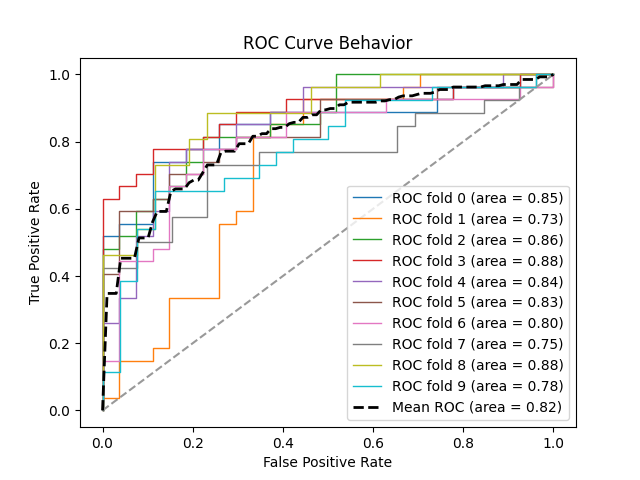 ROC Curve Behavior
True Positive Rate
1.0
0.8
0.6
0.4
0.2
0.0
ROC fold 0 (area = 0.85)
ROC fold 1 (area = 0.73)
ROC fold 2 (area = 0.86)
ROC fold 3 (area = 0.88)
ROC fold 4 (area = 0.84)
ROC fold 5 (area = 0.83)
ROC fold 6 (area = 0.80)
ROC fold 7 (area = 0.75)
ROC fold 8 (area = 0.88)
ROC fold 9 (area = 0.78)
Mean ROC (area = 0.82)
0.0 0.2 0.4 0.6 0.8 1.0
False Positive Rate